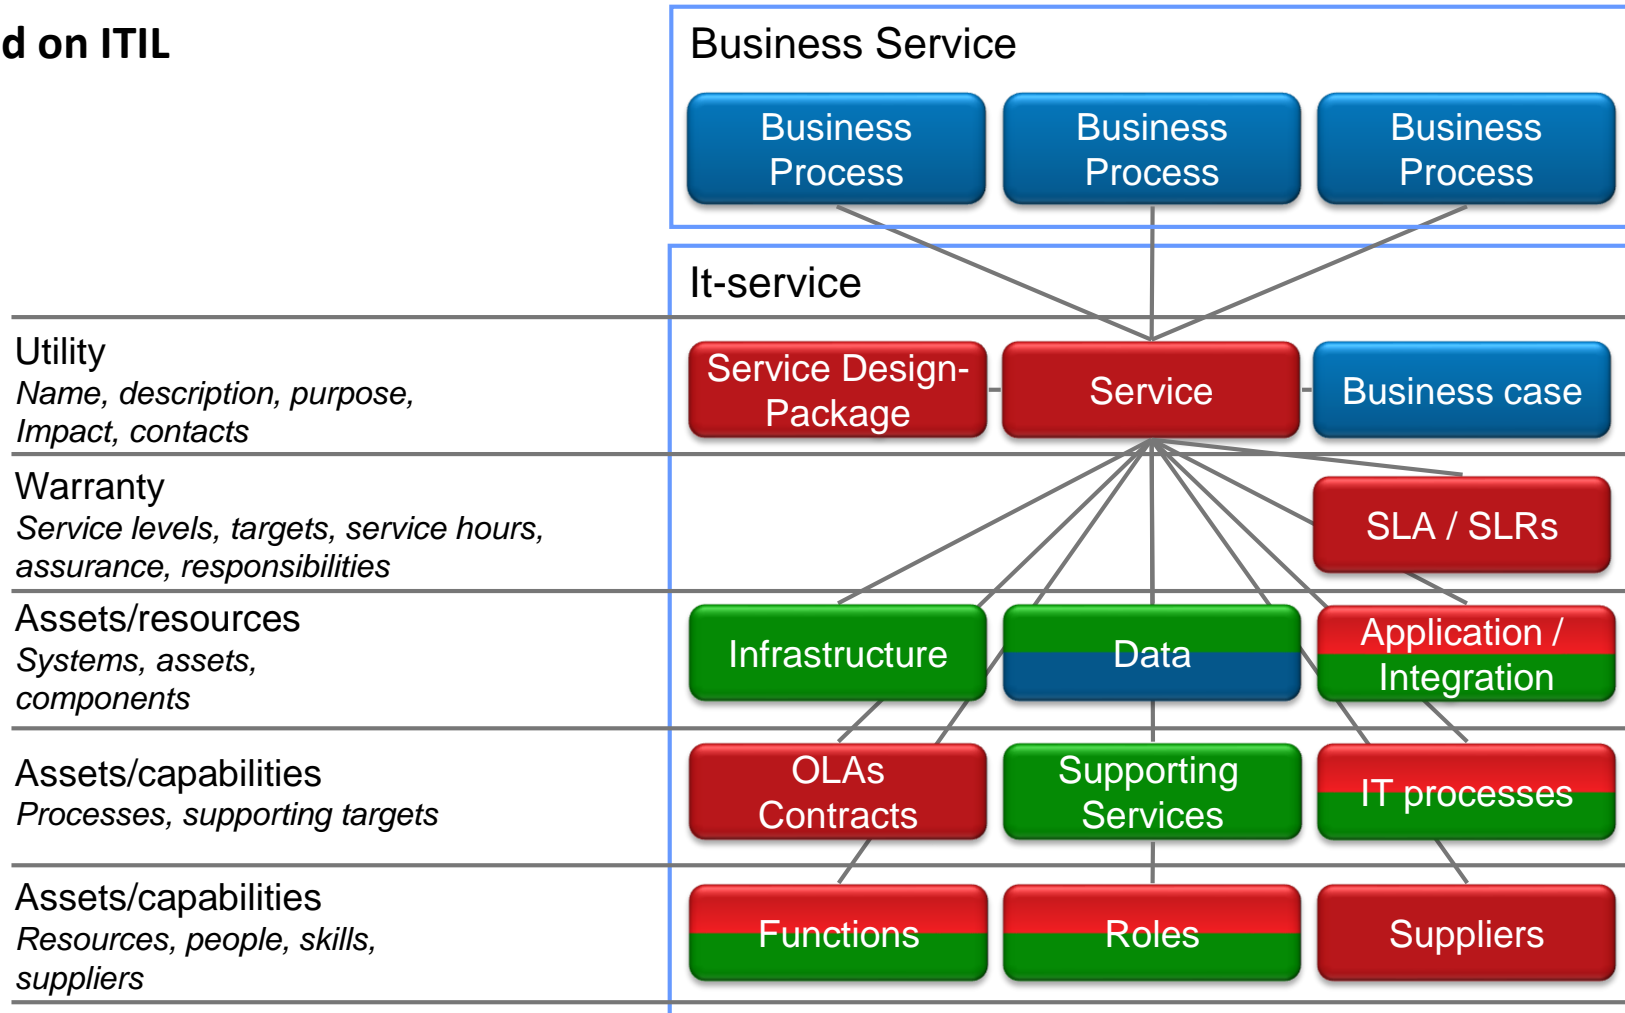 d on ITIL
Business Service
Business
Process
Business
Process
Business
Process
It-service
Utility
Name, description, purpose,
Impact, contacts
Service Design-
Package
Service
Business case
Warranty
Service levels, targets, service hours,
assurance, responsibilities
SLA / SLRs
Assets/resources
Systems, assets,
components
Infrastructure
Data
Application /
Integration
Assets/capabilities
Processes, supporting targets
OLAs
Contracts
Supporting
Services
IT processes
Assets/capabilities
Resources, people, skills,
suppliers
Functions
Roles
Suppliers